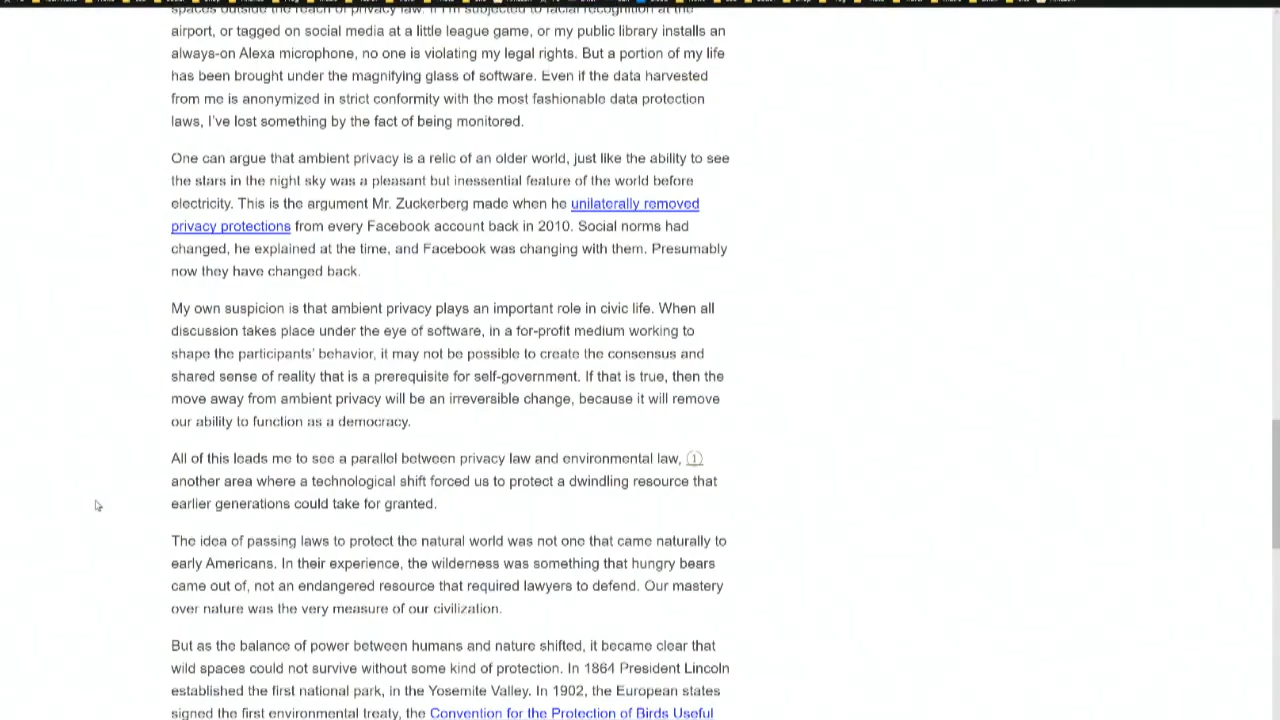 spaces outside the reach of privacy law. If I'm subjected to facial recognition at the
airport, or tagged on social media at a little league game, or my public library installs an
always-on Alexa microphone, no one is violating my legal rights. But a portion of my life
has been brought under the magnifying glass of software. Even if the data harvested
from me is anonymized in strict conformity with the most fashionable data protection
laws, I've lost something by the fact of being monitored.
One can argue that ambient privacy is a relic of an older world, just like the ability to see
the stars in the night sky was a pleasant but inessential feature of the world before
electricity. This is the argument Mr. Zuckerberg made when he unilaterally removed
privacy protections from every Facebook account back in 2010. Social norms had
changed, he explained at the time, and Facebook was changing with them. Presumably
now they have changed back.
My own suspicion is that ambient privacy plays an important role in civic life. When all
discussion takes place under the eye of software, in a for-profit medium working to
shape the participants' behavior, it may not be possible to create the consensus and
shared sense of reality that is a prerequisite for self-government. If that is true, then the
move away from ambient privacy will be an irreversible change, because it will remove
our ability to function as a democracy.
All of this leads me to see a parallel between privacy law and environmental law, 1
another area where a technological shift forced us to protect a dwindling resource that
earlier generations could take for granted.
The idea of passing laws to protect the natural world was not one that came naturally to
early Americans. In their experience, the wilderness was something that hungry bears
came out of, not an endangered resource that required lawyers to defend. Our mastery
over nature was the very measure of our civilization.
But as the balance of power between humans and nature shifted, it became clear that
wild spaces could not survive without some kind of protection. In 1864 President Lincoln
established the first national park, in the Yosemite Valley. In 1902, the European states
signed the first environmental treaty, the Convention for the Protection of Birds Useful